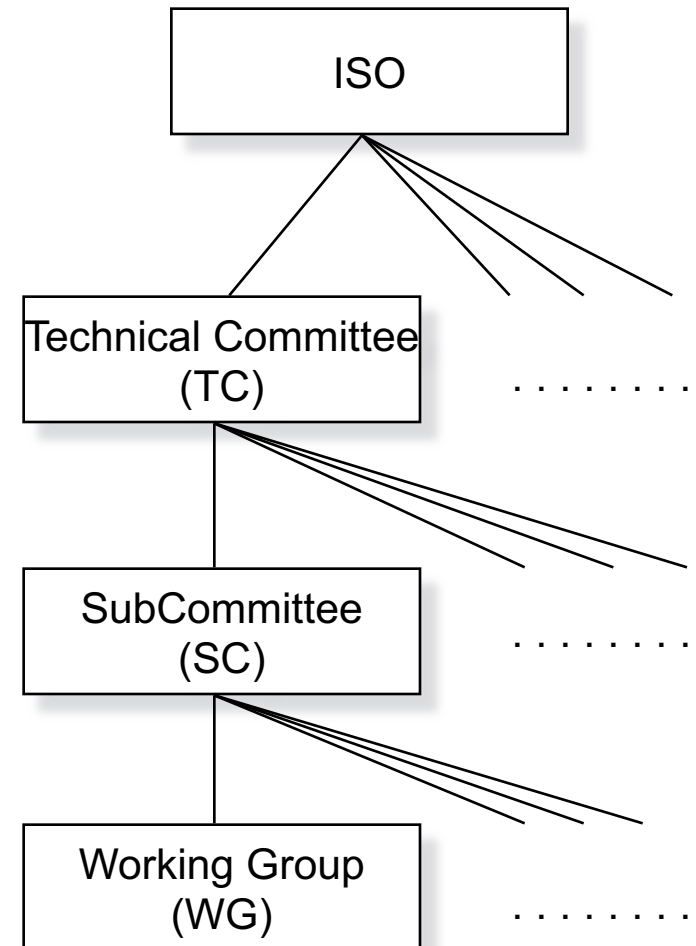 ISO
Technical Committee
(TC)
. . . . . . . .
SubCommittee
(SC)
. . . . . . . .
Working Group
(WG)
. . . . . . . .